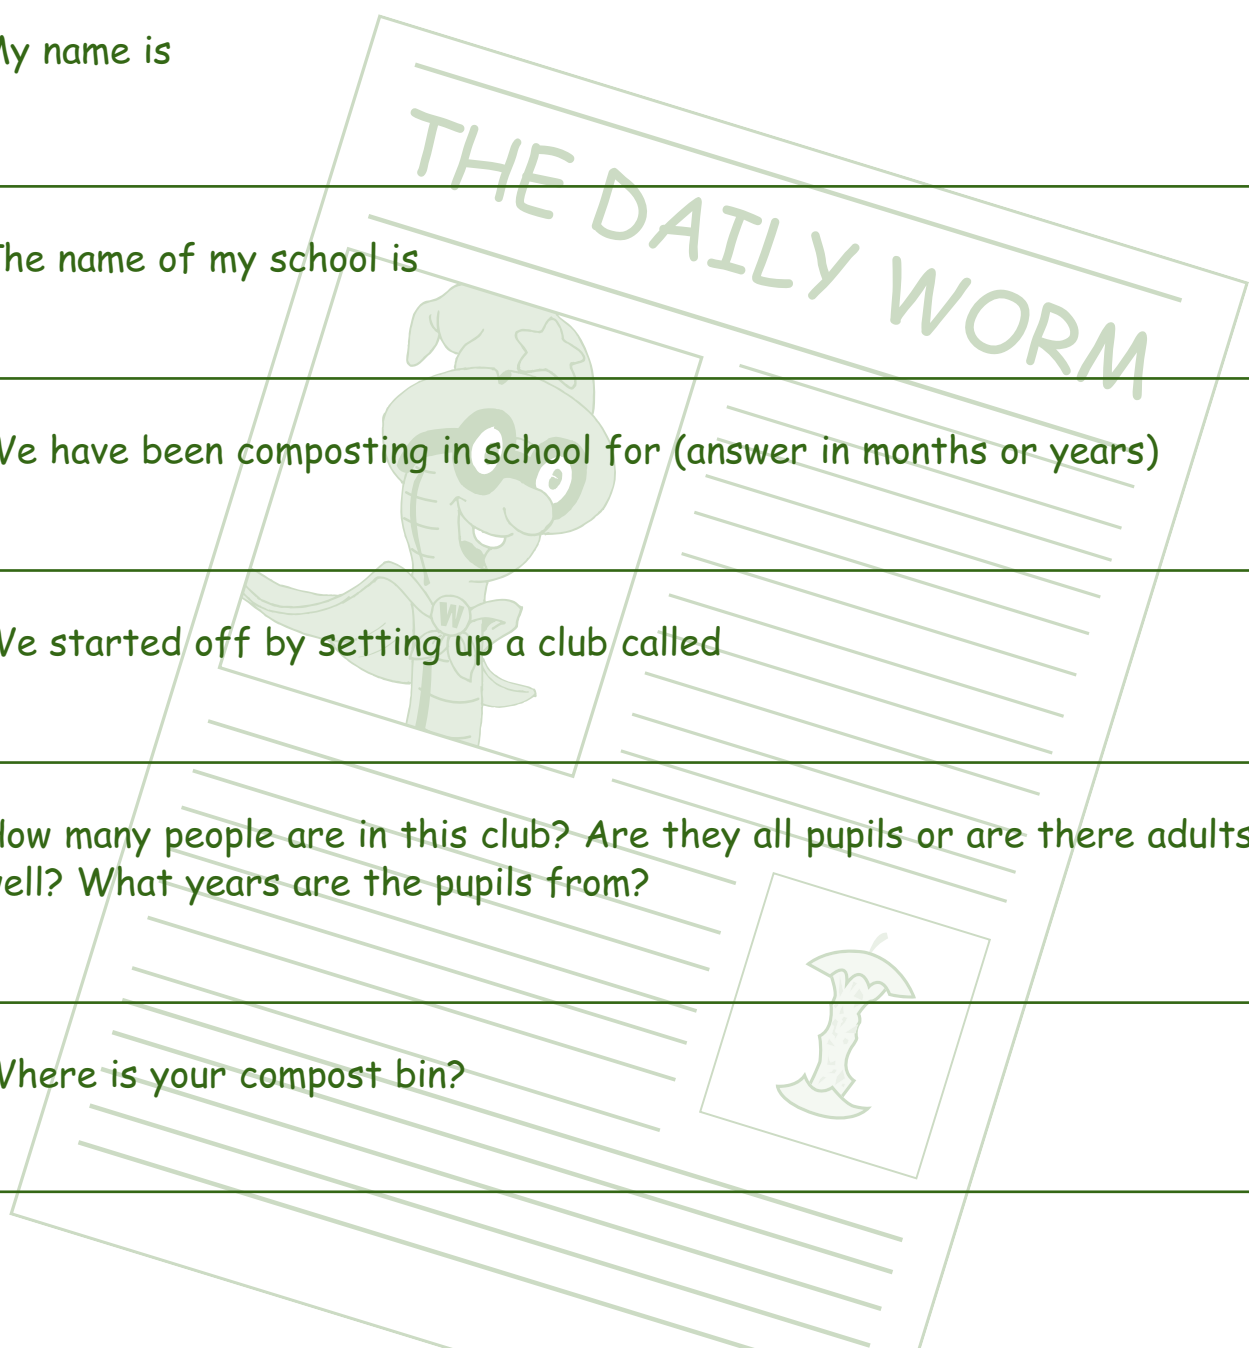 My name is
THE DAILY WORM
The name of my school is
We have been composting in school for (answer in months or years)
W
We started off by setting up a club called
How many people are in this club? Are they all pupils or are there adults
well? What years are the pupils from?
Where is your compost bin?